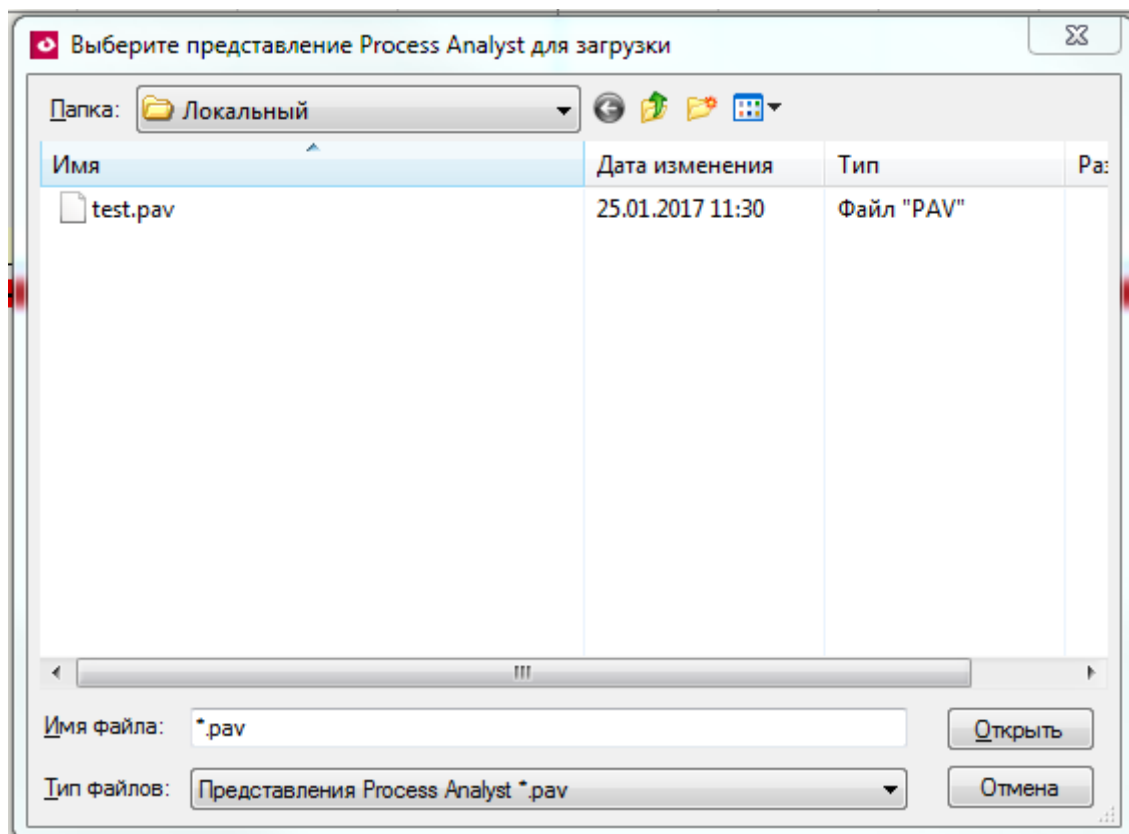 Выберите представление Process Analyst для загрузки
Папка: Локальный
Имя Дата изменения Тип Раз
test.pav 25.01.2017 11:30 Файл "PAV"
Имя файла: *.pav Открыть
Тип файлов: Представления Process Analyst *.pav Отмена